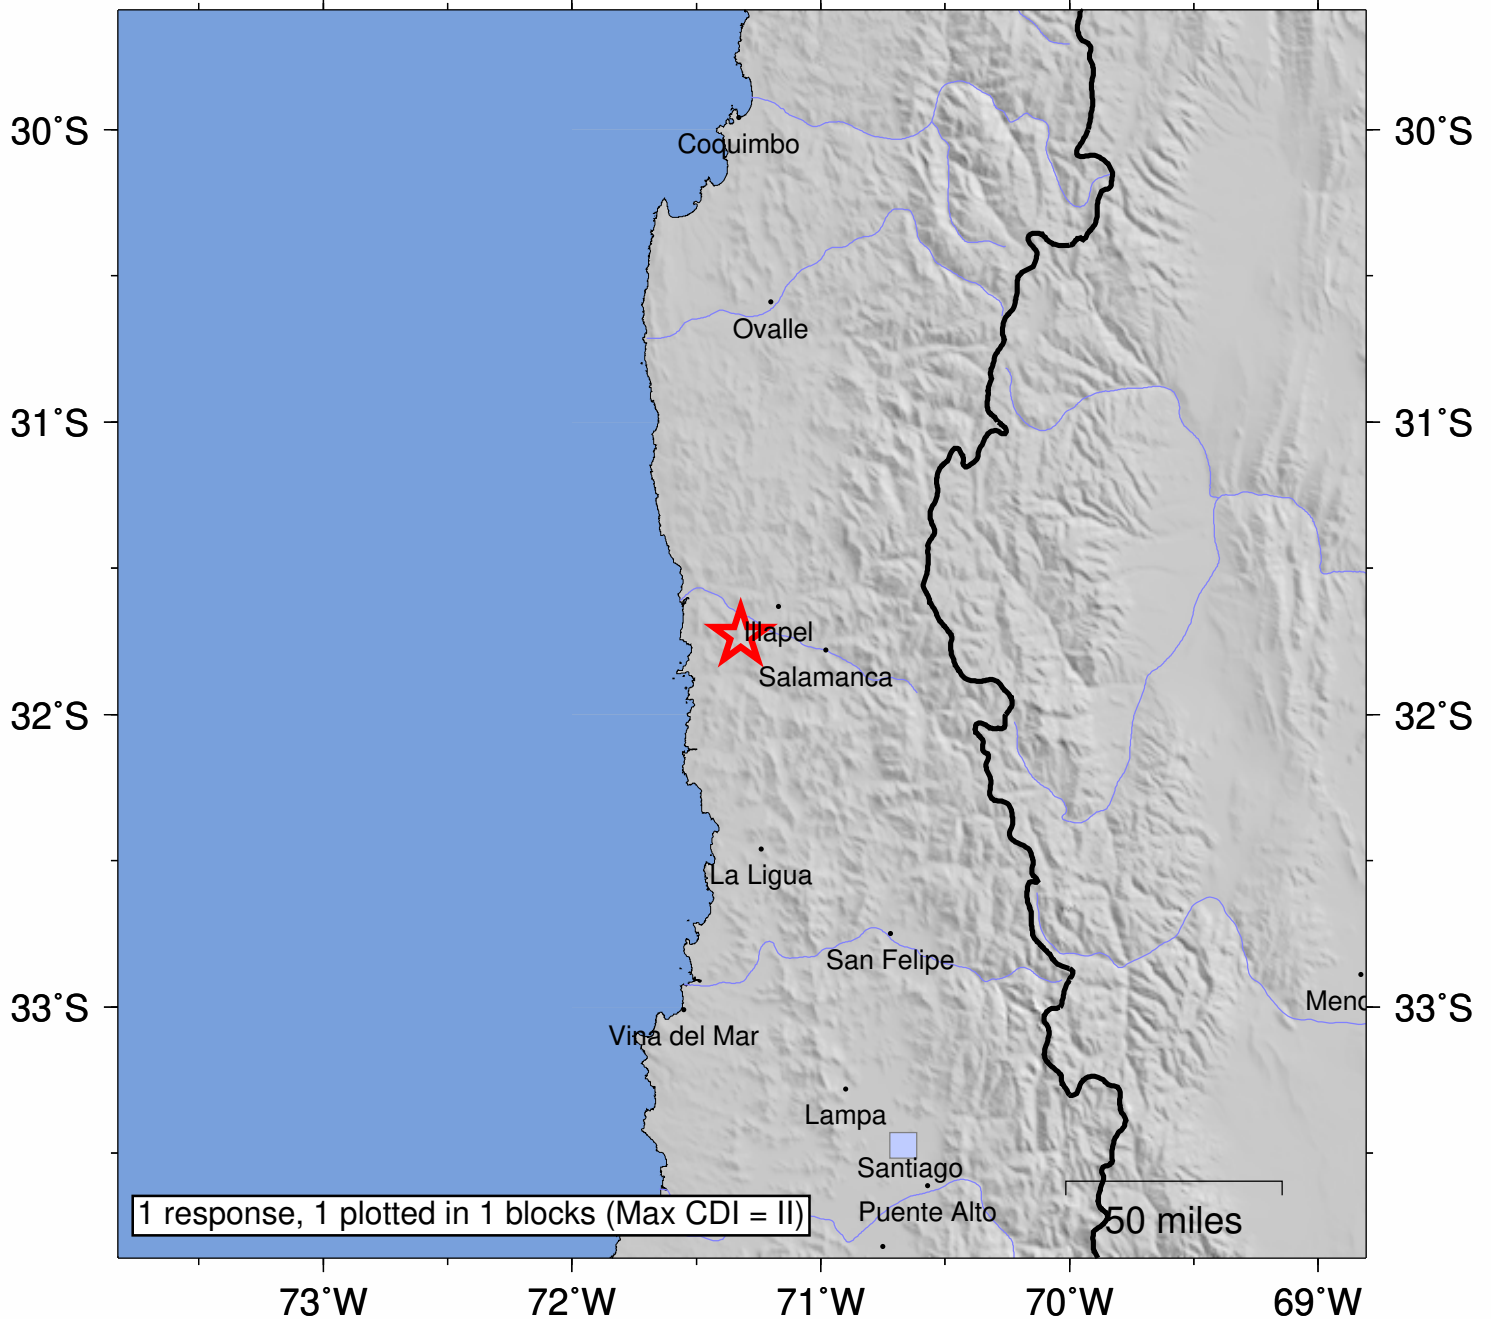 30°S
30°S
Coquimbo
Ovalle
31°S
31°S
Illapel
Salamanca
32°S
32°S
La Ligua
San Felipe
33°S
Mend
33°S
Vina del Mar
Lampa
Santiago
Puente Alto
1 response, 1 plotted in 1 blocks (Max CDI = II)
50 miles
73°W
72°W
71°W
70°W
69°W